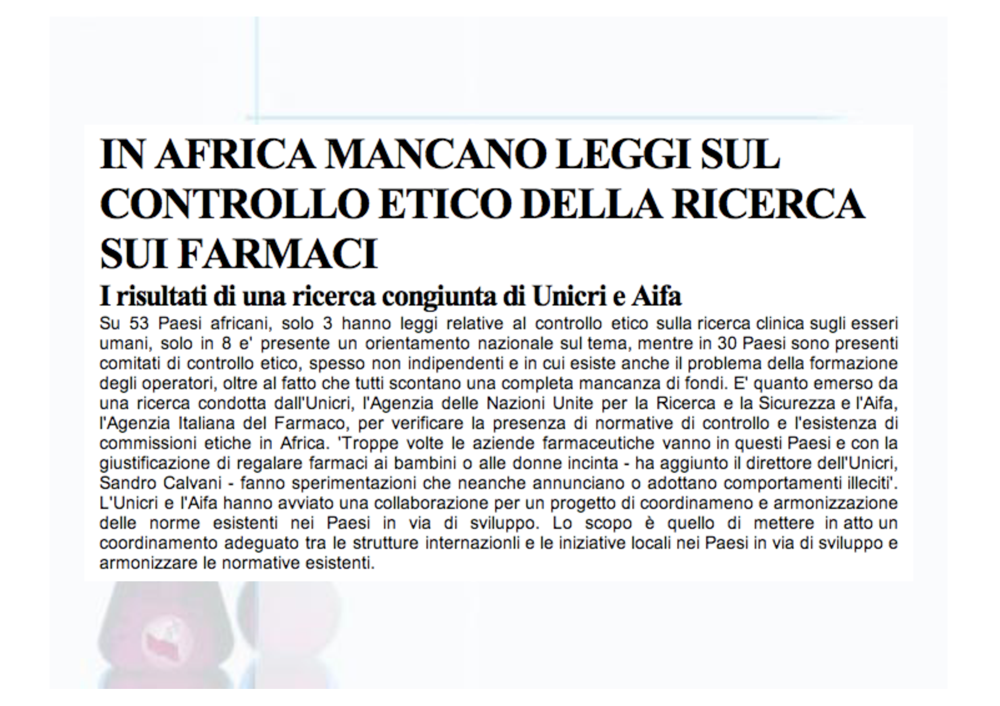 IN AFRICA MANCANO LEGGI SUL
CONTROLLO ETICO DELLA RICERCA
SUI FARMACI
I risultati di una ricerca congiunta di Unicri e Aifa
Su 53 Paesi africani, solo 3 hanno leggi relative al controllo etico sulla ricerca clinica sugli esseri
umani, solo in 8 e' presente un orientamento nazionale sul tema, mentre in 30 Paesi sono presenti
comitati di controllo etico, spesso non indipendenti e in cui esiste anche il problema della formazione
degli operatori, oltre al fatto che tutti scontano una completa mancanza di fondi. E' quanto emerso da
una ricerca condotta dall'Unicri, l'Agenzia delle Nazioni Unite per la Ricerca e la Sicurezza e l'Aifa,
l'Agenzia Italiana del Farmaco, per verificare la presenza di normative di controllo e l'esistenza di
commissioni etiche in Africa. 'Troppe volte le aziende farmaceutiche vanno in questi Paesi e con la
giustificazione di regalare farmaci ai bambini o alle donne incinta - ha aggiunto il direttore dell'Unicri,
Sandro Calvani - fanno sperimentazioni che neanche annunciano o adottano comportamenti illeciti'.
L'Unicri e l'Aifa hanno avviato una collaborazione per un progetto di coordinameno e armonizzazione
delle norme esistenti nei Paesi in via di sviluppo. Lo scopo è quello di mettere in atto un
coordinamento adeguato tra le strutture internazionli e le iniziative locali nei Paesi in via di sviluppo e
armonizzare le normative esistenti.